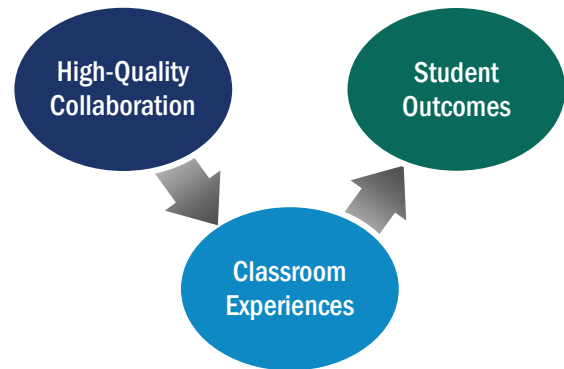 High-Quality
Collaboration
Student
Outcomes
Classroom
Experiences